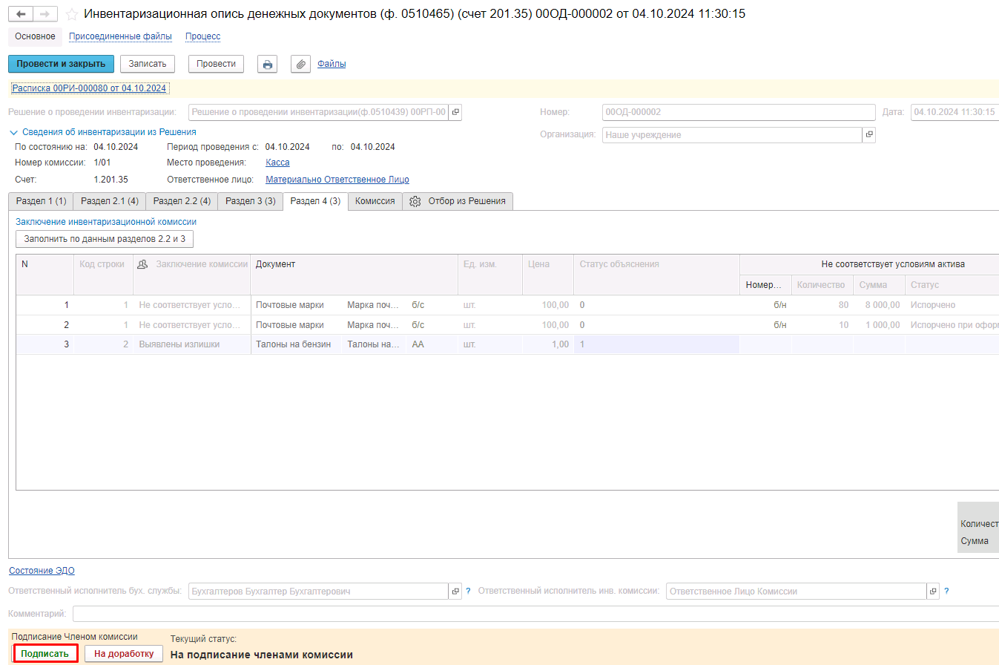 Инвентаризационная опись денежных документов (ф. 0510465) (счет 201.35) 00ОД-000002 от 04.10.2024 11:30:15
Основное Присоединенные файлы Процесс
Провести и закрыть Записать Провести Файлы
Расписка 00РИ-000080 от 04.10.2024
Решение о проведении инвентаризации: Решение о проведении инвентаризации(ф.0510439) 00РП-00 Номер: 00ОД-000002 Дата: 04.10.2024 11:30:15
Сведения об инвентаризации из Решения Организация: Наше учреждение
По состоянию на: 04.10.2024 Период проведения с: 04.10.2024 по: 04.10.2024
Номер комиссии: 1/01 Место проведения: Касса
Счет: 1.201.35 Ответственное лицо: Материально Ответственное Лицо
Раздел 1 (1) Раздел 2.1 (4) Раздел 2.2 (4) Раздел 3 (3) Раздел 4 (3) Комиссия Отбор из Решения
Заключение инвентаризационной комиссии
Заполнить по данным разделов 2.2 и 3
N Код строки Заключение комиссии Документ Ед. изм. Цена Статус объяснения Не соответствует условиям актива
Номер... Количество Сумма Статус
1 1 Не соответствует усло... Почтовые марки Марка поч... б/с шт. 100,00 0 б/н 80 8 000,00 Испорчено
2 1 Не соответствует усло... Почтовые марки Марка поч... б/с шт. 100,00 0 б/н 10 1 000,00 Испорчено при офор
3 2 Выявлены излишки Талоны на бензин Талоны на... АА шт. 1,00 1
Количест
Сумма
Состояние ЭДО
Ответственный исполнитель бух. службы: Бухгалтеров Бухгалтер Бухгалтерович ? Ответственный исполнитель инв. комиссии: Ответственное Лицо Комиссии ?
Комментарий:
Подписание Членом комиссии Текущий статус:
Подписать На доработку На подписание членами комиссии